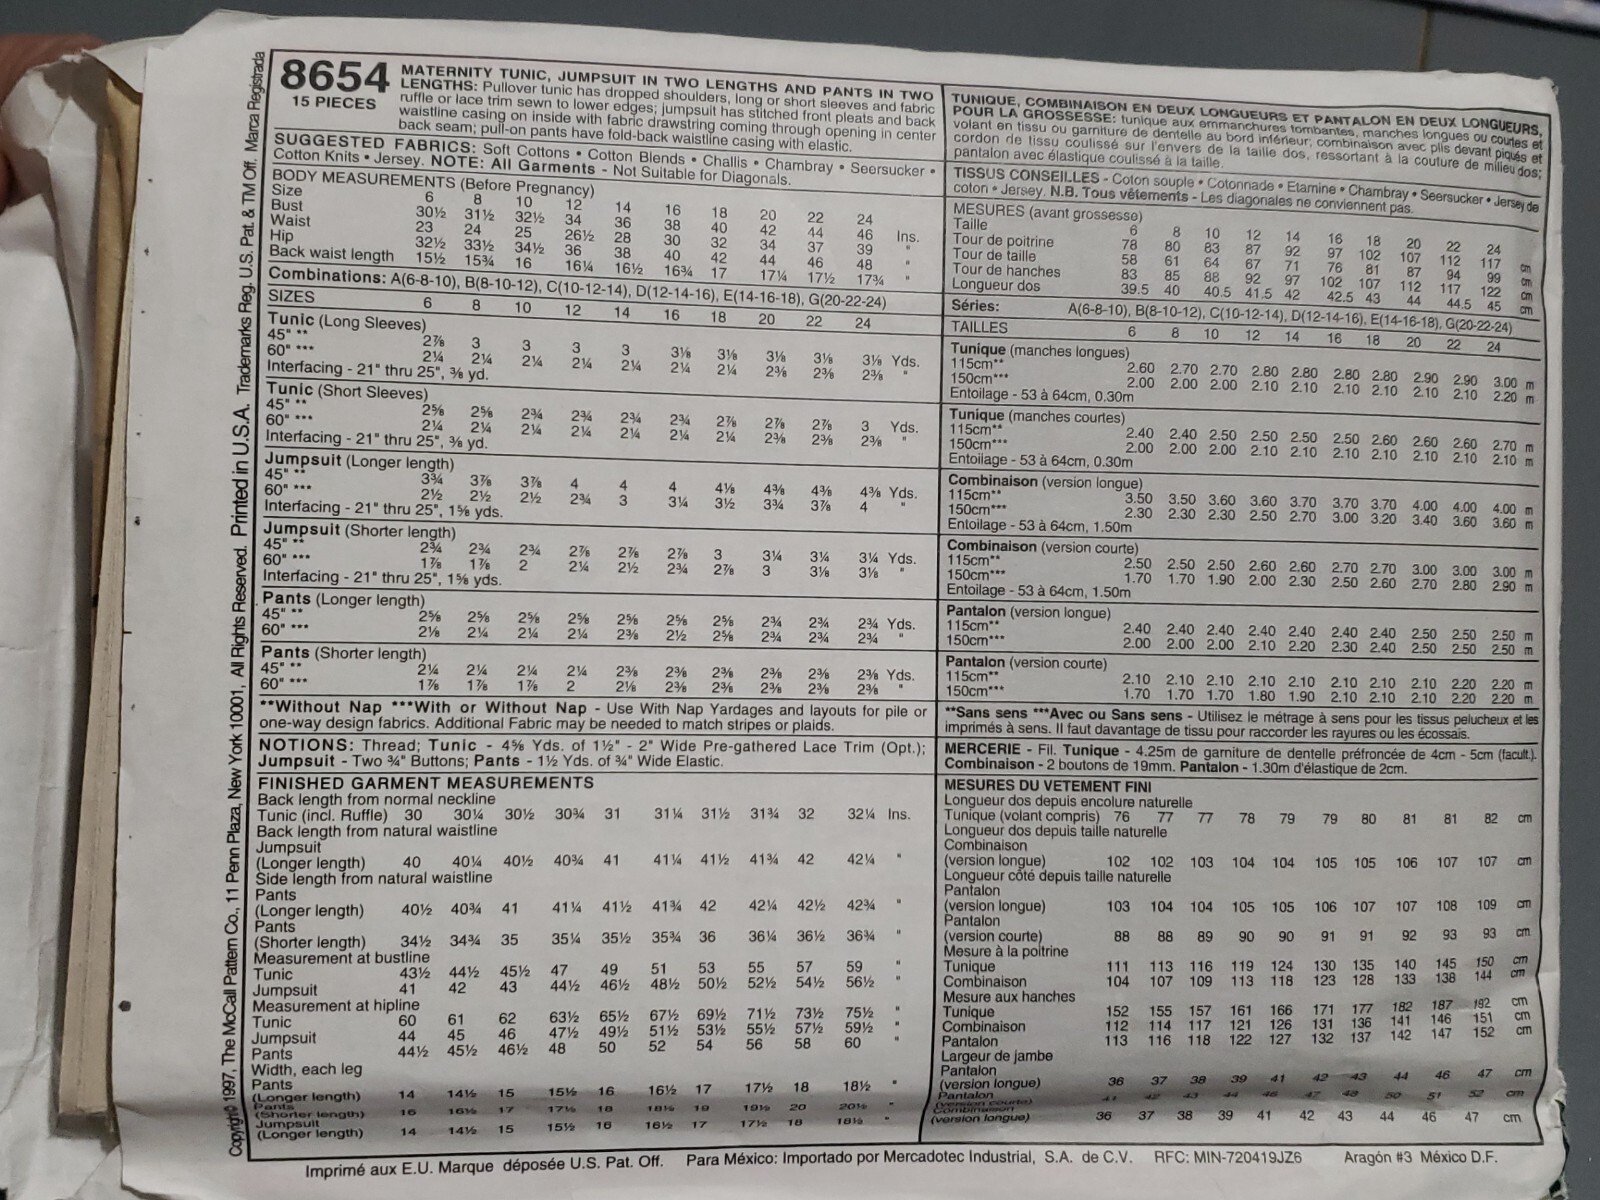 8654
15 PIECES
MATERNITY TUNIC, JUMPSUIT IN TWO LENGTHS AND PANTS IN TWO
LENGTHS: Pullover tunic has dropped shoulders, long or short sleeves and fabric
ruffle or lace trim sewn to lower edges; jumpsuit has stitched front pleats and back
waistline casing on inside with fabric drawstring coming through opening in center
back seam; pull-on pants have fold-back waistline casing with elastic.
SUGGESTED FABRICS: Soft Cottons • Cotton Blends • Challis • Chambray • Seersucker •
Cotton Knits • Jersey. NOTE: All Garments - Not Suitable for Diagonals.
BODY MEASUREMENTS (Before Pregnancy)
Size 6 8 10 12 14 16 18 20 22 24
Bust 30½ 31½ 32½ 34 36 38 40 42 44 46 Ins.
Waist 23 24 25 26½ 28 30 32 34 37 39 "
Hip 32½ 33½ 34½ 36 38 40 42 44 46 48 "
Back waist length 15½ 15¾ 16 16¼ 16½ 16¾ 17 17¼ 17½ 17¾ "
Combinations: A(6-8-10), B(8-10-12), C(10-12-14), D(12-14-16), E(14-16-18), G(20-22-24)
SIZES 6 8 10 12 14 16 18 20 22 24
Tunic (Long Sleeves)
45" ** 2⅞ 3 3 3 3 3⅛ 3⅛ 3⅛ 3⅛ 3⅛ Yds.
60" *** 2¼ 2¼ 2¼ 2¼ 2¼ 2¼ 2¼ 2⅜ 2⅜ 2⅜ "
Interfacing - 21" thru 25", ⅜ yd.
Tunic (Short Sleeves)
45" ** 2⅝ 2⅝ 2¾ 2¾ 2¾ 2¾ 2⅞ 2⅞ 2⅞ 3 Yds.
60" *** 2¼ 2¼ 2¼ 2¼ 2¼ 2¼ 2¼ 2⅜ 2⅜ 2⅜ "
Interfacing - 21" thru 25", ⅜ yd.
Jumpsuit (Longer length)
45" ** 3¾ 3⅞ 3⅞ 4 4 4 4⅛ 4⅜ 4⅜ 4⅜ Yds.
60" *** 2½ 2½ 2½ 2¾ 3 3¼ 3½ 3¾ 3⅞ 4 "
Interfacing - 21" thru 25", 1⅝ yds.
Jumpsuit (Shorter length)
45" ** 2¾ 2¾ 2¾ 2⅞ 2⅞ 2⅞ 3 3¼ 3¼ 3¼ Yds.
60" *** 1⅞ 1⅞ 2 2¼ 2½ 2¾ 2⅞ 3 3⅛ 3⅛ "
Interfacing - 21" thru 25", 1⅝ yds.
Pants (Longer length)
45" ** 2⅝ 2⅝ 2⅝ 2⅝ 2⅝ 2⅝ 2⅝ 2¾ 2¾ 2¾ Yds.
60" *** 2⅛ 2¼ 2¼ 2¼ 2⅜ 2½ 2⅝ 2¾ 2¾ 2¾ "
Pants (Shorter length)
45" ** 2¼ 2¼ 2¼ 2¼ 2⅜ 2⅜ 2⅜ 2⅜ 2⅜ 2⅜ Yds.
60" *** 1⅞ 1⅞ 1⅞ 2 2⅛ 2⅜ 2⅜ 2⅜ 2⅜ 2⅜ "
**Without Nap ***With or Without Nap - Use With Nap Yardages and layouts for pile or
one-way design fabrics. Additional Fabric may be needed to match stripes or plaids.
NOTIONS: Thread; Tunic - 4⅝ Yds. of 1½" - 2" Wide Pre-gathered Lace Trim (Opt.);
Jumpsuit - Two ¾" Buttons; Pants - 1½ Yds. of ¾" Wide Elastic.
FINISHED GARMENT MEASUREMENTS
Back length from normal neckline
Tunic (incl. Ruffle) 30 30¼ 30½ 30¾ 31 31¼ 31½ 31¾ 32 32¼ Ins.
Back length from natural waistline
Jumpsuit
(Longer length) 40 40¼ 40½ 40¾ 41 41¼ 41½ 41¾ 42 42¼ "
Side length from natural waistline
Pants
(Longer length) 40½ 40¾ 41 41¼ 41½ 41¾ 42 42¼ 42½ 42¾ "
Pants
(Shorter length) 34½ 34¾ 35 35¼ 35½ 35¾ 36 36¼ 36½ 36¾ "
Measurement at bustline
Tunic 43½ 44½ 45½ 47 49 51 53 55 57 59 "
Jumpsuit 41 42 43 44½ 46½ 48½ 50½ 52½ 54½ 56½ "
Measurement at hipline
Tunic 60 61 62 63½ 65½ 67½ 69½ 71½ 73½ 75½ "
Jumpsuit 44 45 46 47½ 49½ 51½ 53½ 55½ 57½ 59½ "
Pants 44½ 45½ 46½ 48 50 52 54 56 58 60 "
Width, each leg
Pants
(Longer length) 14 14½ 15 15½ 16 16½ 17 17½ 18 18½ "
Pants
(Shorter length) 16 16½ 17 17½ 18 18½ 19 19½ 20 20½ "
Jumpsuit
(Longer length) 14 14½ 15 15½ 16 16½ 17 17½ 18 18½ "
TUNIQUE, COMBINAISON EN DEUX LONGUEURS ET PANTALON EN DEUX LONGUEURS,
POUR LA GROSSESSE: tunique aux emmanchures tombantes, manches longues ou courtes et
volant en tissu ou garniture de dentelle au bord inférieur; combinaison avec plis devant piqués et
cordon de tissu coulissé sur l'envers de la taille dos, ressortant à la couture de milieu dos;
pantalon avec élastique coulissé à la taille.
TISSUS CONSEILLES - Coton souple • Cotonnade • Etamine • Chambray • Seersucker • Jersey de
coton • Jersey. N.B. Tous vêtements - Les diagonales ne conviennent pas.
MESURES (avant grossesse)
Taille 6 8 10 12 14 16 18 20 22 24
Tour de poitrine 78 80 83 87 92 97 102 107 112 117 cm
Tour de taille 58 61 64 67 71 76 81 87 94 99 cm
Tour de hanches 83 85 88 92 97 102 107 112 117 122 cm
Longueur dos 39.5 40 40.5 41.5 42 42.5 43 44 44.5 45 cm
Séries: A(6-8-10), B(8-10-12), C(10-12-14), D(12-14-16), E(14-16-18), G(20-22-24)
TAILLES 6 8 10 12 14 16 18 20 22 24
Tunique (manches longues)
115cm** 2.60 2.70 2.70 2.80 2.80 2.80 2.80 2.90 2.90 3.00 m
150cm*** 2.00 2.00 2.00 2.10 2.10 2.10 2.10 2.10 2.10 2.20 m
Entoilage - 53 à 64cm, 0.30m
Tunique (manches courtes)
115cm** 2.40 2.40 2.50 2.50 2.50 2.50 2.60 2.60 2.60 2.70 m
150cm*** 2.00 2.00 2.00 2.10 2.10 2.10 2.10 2.10 2.10 2.10 m
Entoilage - 53 à 64cm, 0.30m
Combinaison (version longue)
115cm** 3.50 3.50 3.60 3.60 3.70 3.70 3.70 4.00 4.00 4.00 m
150cm*** 2.30 2.30 2.30 2.50 2.70 3.00 3.20 3.40 3.60 3.60 m
Entoilage - 53 à 64cm, 1.50m
Combinaison (version courte)
115cm** 2.50 2.50 2.50 2.60 2.60 2.70 2.70 3.00 3.00 3.00 m
150cm*** 1.70 1.70 1.90 2.00 2.30 2.50 2.60 2.70 2.80 2.90 m
Entoilage - 53 à 64cm, 1.50m
Pantalon (version longue)
115cm** 2.40 2.40 2.40 2.40 2.40 2.40 2.40 2.50 2.50 2.50 m
150cm*** 2.00 2.00 2.00 2.10 2.20 2.30 2.40 2.50 2.50 2.50 m
Pantalon (version courte)
115cm** 2.10 2.10 2.10 2.10 2.10 2.10 2.10 2.10 2.20 2.20 m
150cm*** 1.70 1.70 1.70 1.80 1.90 2.10 2.10 2.10 2.20 2.20 m
**Sans sens ***Avec ou Sans sens - Utilisez le métrage à sens pour les tissus pelucheux et les
imprimés à sens. Il faut davantage de tissu pour raccorder les rayures ou les écossais.
MERCERIE - Fil. Tunique - 4.25m de garniture de dentelle préfroncée de 4cm - 5cm (facult.).
Combinaison - 2 boutons de 19mm. Pantalon - 1.30m d'élastique de 2cm.
MESURES DU VETEMENT FINI
Longueur dos depuis encolure naturelle
Tunique (volant compris) 76 77 77 78 79 79 80 81 81 82 cm
Longueur dos depuis taille naturelle
Combinaison
(version longue) 102 102 103 104 104 105 105 106 107 107 cm
Longueur côté depuis taille naturelle
Pantalon
(version longue) 103 104 104 105 105 106 107 107 108 109 cm
Pantalon
(version courte) 88 88 89 90 90 91 91 92 93 93 cm
Mesure à la poitrine
Tunique 111 113 116 119 124 130 135 140 145 150 cm
Combinaison 104 107 109 113 118 123 128 133 138 144 cm
Mesure aux hanches
Tunique 152 155 157 161 166 171 177 182 187 192 cm
Combinaison 112 114 117 121 126 131 136 141 146 151 cm
Pantalon 113 116 118 122 127 132 137 142 147 152 cm
Largeur de jambe
Pantalon
(version longue) 36 37 38 39 41 42 43 44 46 47 cm
Pantalon
(version courte) 41 42 43 44 46 47 48 50 51 52 cm
Combinaison
(version longue) 36 37 38 39 41 42 43 44 46 47 cm
Imprimé aux E.U. Marque déposée U.S. Pat. Off. Para México: Importado por Mercadotec Industrial, S.A. de C.V. RFC: MIN-720419JZ6 Aragón #3 México D.F.
Copyright© 1997, The McCall Pattern Co., 11 Penn Plaza, New York 10001, All Rights Reserved. Printed in U.S.A. Trademarks Reg. U.S. Pat. & TM Off. Marca Registrada